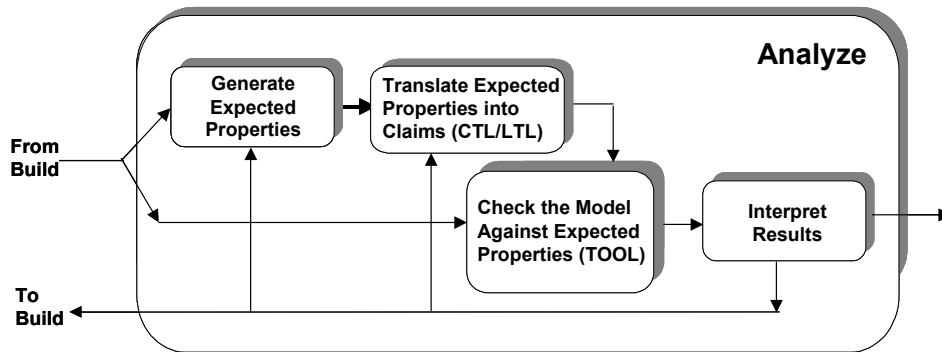 Analyze
Generate
Expected
Properties
Translate Expected
Properties into
Claims (CTL/LTL)
From
Build
Check the Model
Against Expected
Properties (TOOL)
Interpret
Results
To
Build